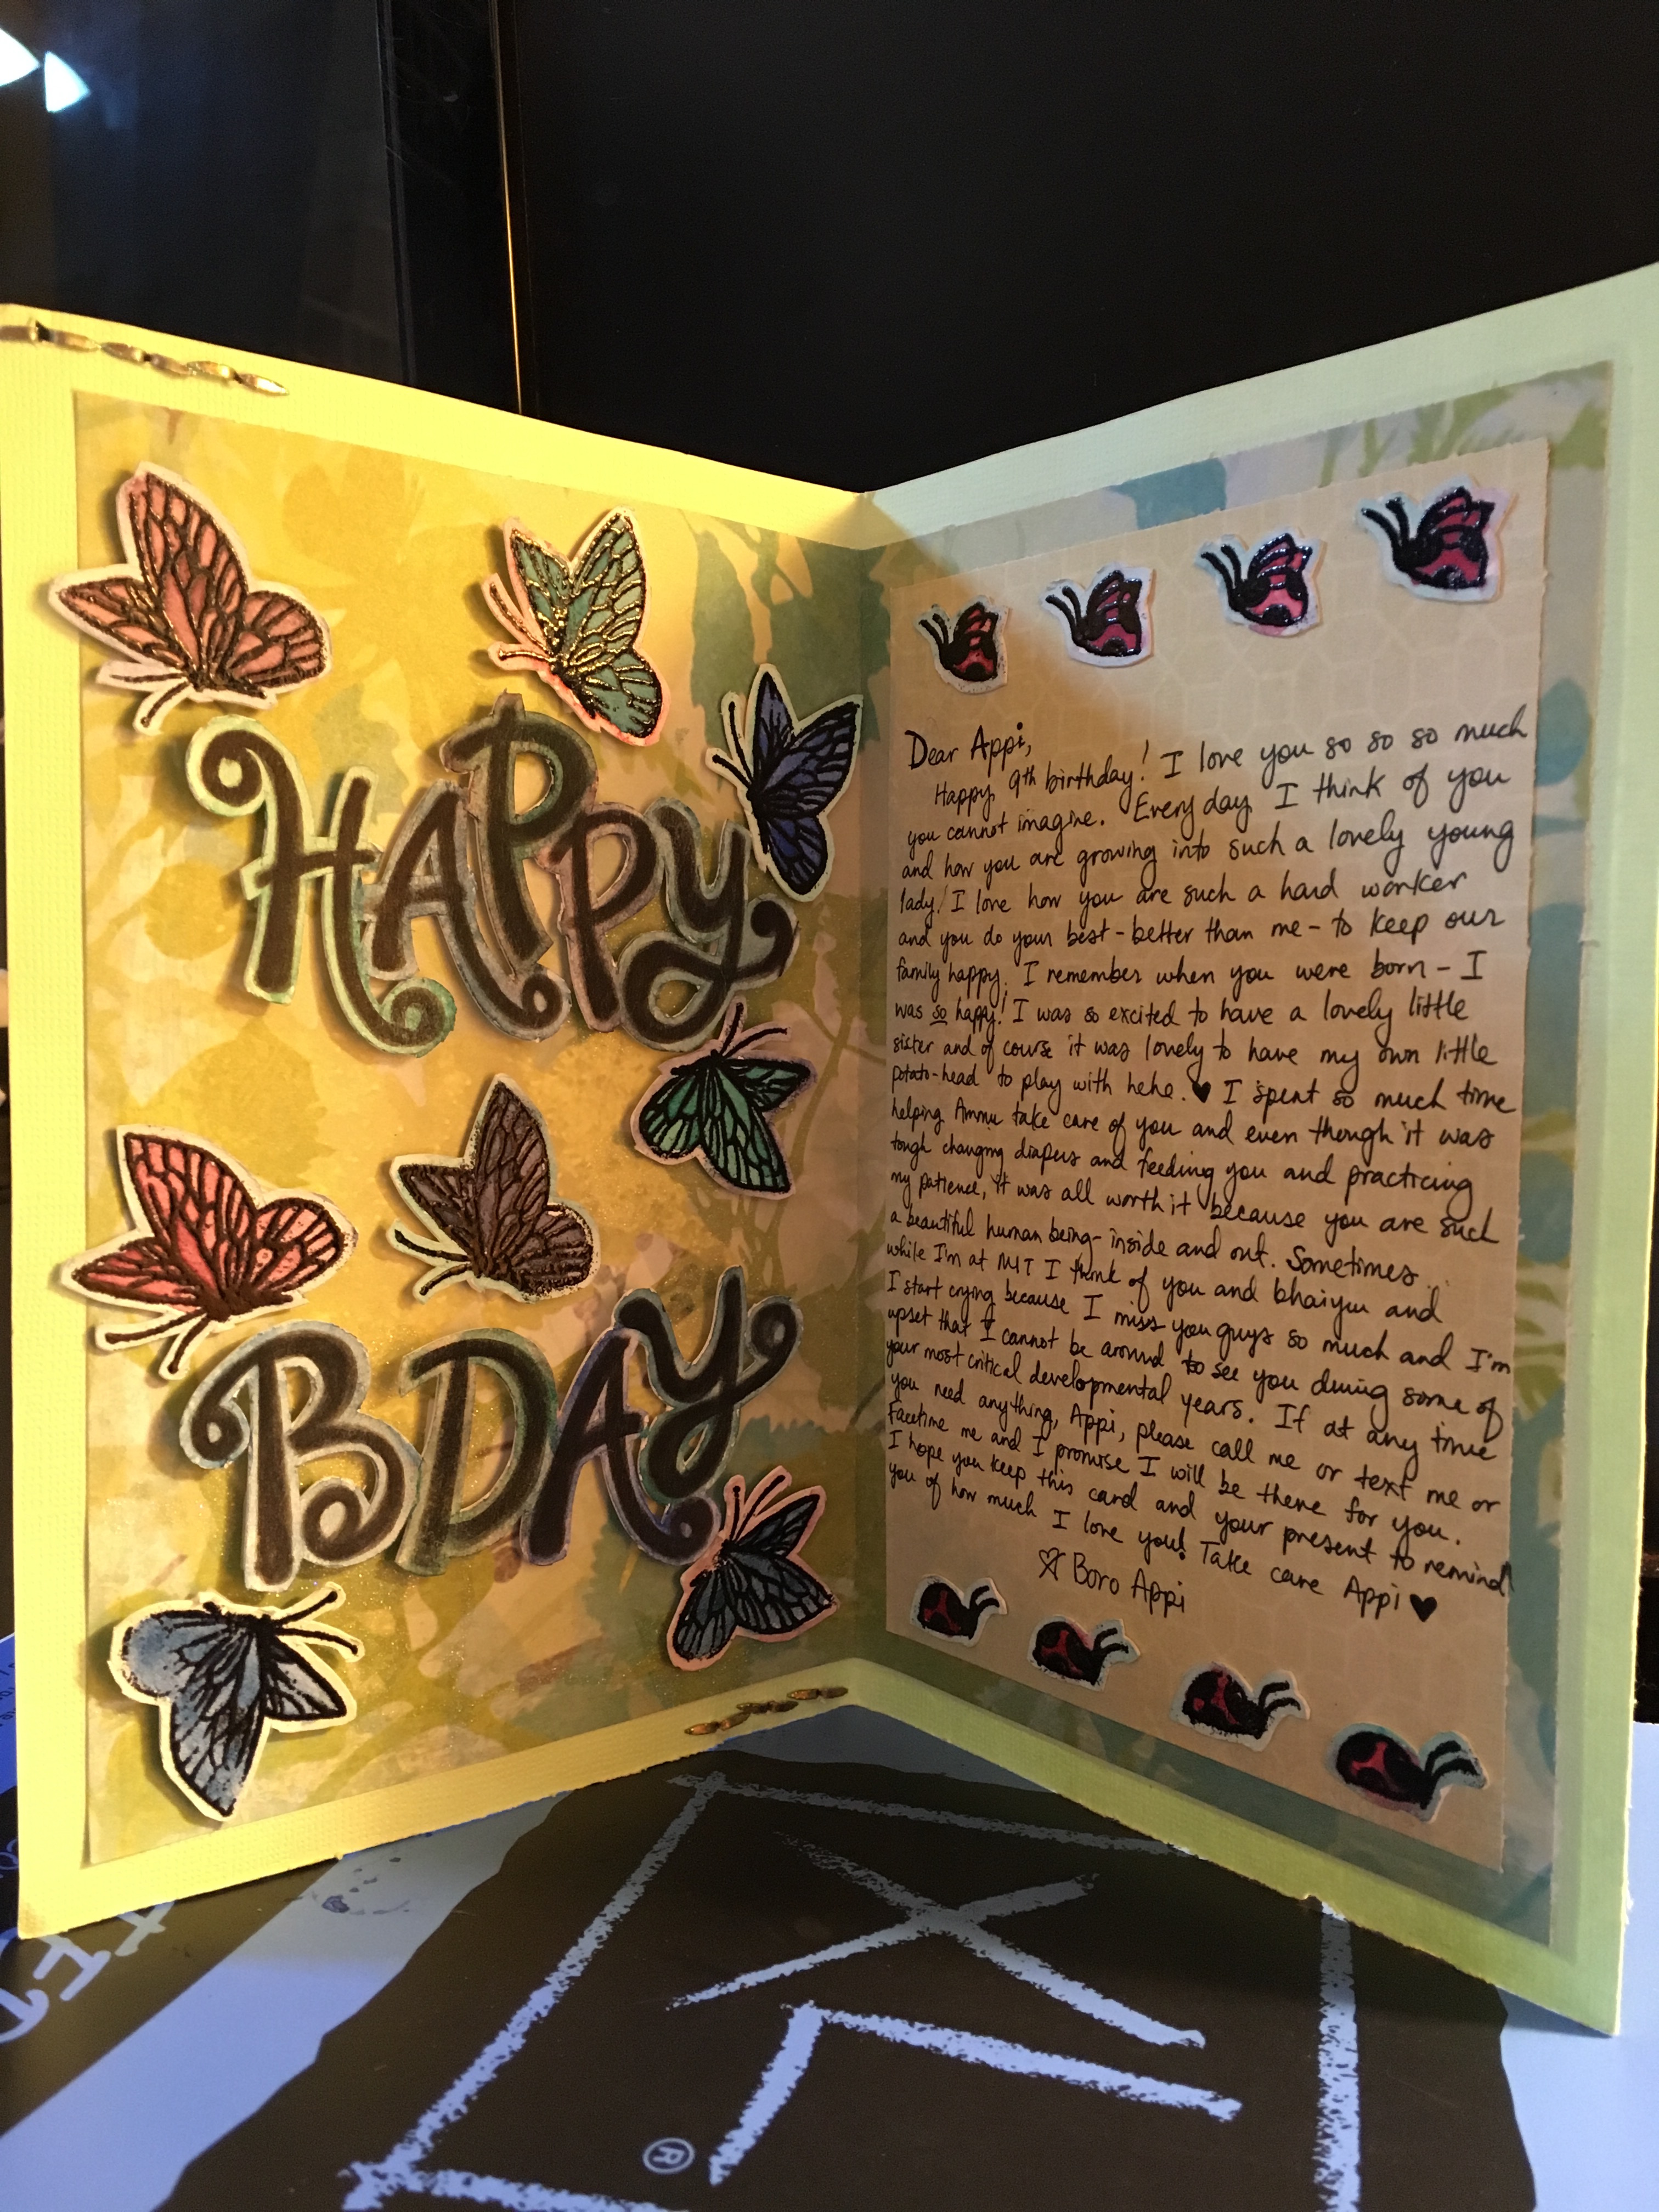 HAPPY
BDAY
Dear Appi,
Happy 9th birthday! I love you so so so much
you cannot imagine. Every day I think of you
and how you are growing into such a lovely young
lady! I love how you are such a hard worker
and you do your best - better than me - to keep our
family happy. I remember when you were born - I
was so happy! I was so excited to have a lovely little
sister and of course it was lovely to have my own little
potato-head to play with hehe. ♥ I spent so much time
helping Ammu take care of you and even though it was
tough changing diapers and feeding you and practicing
my patience, it was all worth it because you are such
a beautiful human being - inside and out. Sometimes
while I'm at MIT I think of you and bhaiyu and
I start crying because I miss you guys so much and I'm
upset that I cannot be around to see you during some of
your most critical developmental years. If at any time
you need anything, Appi, please call me or text me or
Facetime me and I promise I will be there for you.
I hope you keep this card and your present to remind
you of how much I love you! Take care Appi ♥
Boro Appi
®